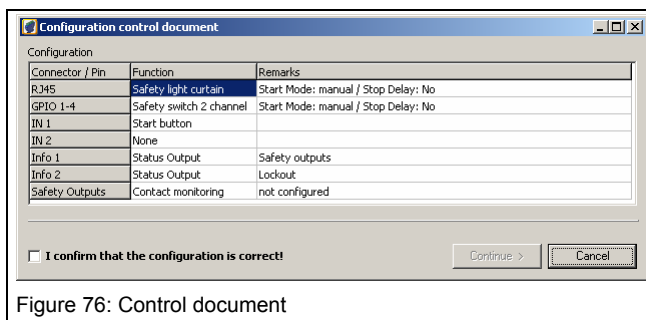 Configuration control document
Configuration
Connector / Pin Function Remarks
RJ45 Safety light curtain Start Mode: manual / Stop Delay: No
GPIO 1-4 Safety switch 2 channel Start Mode: manual / Stop Delay: No
IN 1 Start button
IN 2 None
Info 1 Status Output Safety outputs
Info 2 Status Output Lockout
Safety Outputs Contact monitoring not configured
I confirm that the configuration is correct! Continue > Cancel
Figure 76: Control document